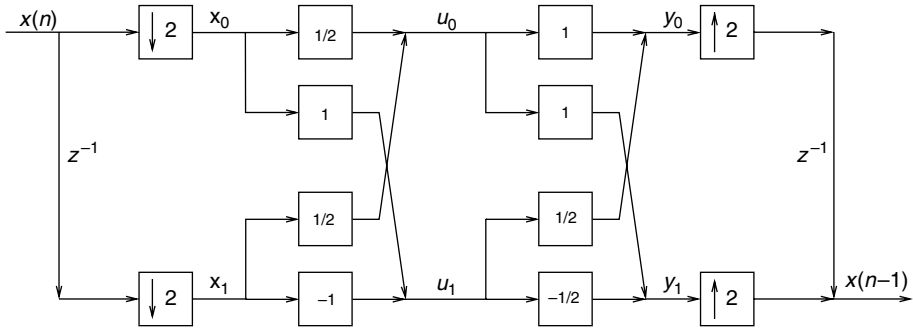 x(n) ↓ 2 x₀ 1/2 u₀ 1 y₀ ↑ 2
1 1
z⁻¹ z⁻¹
1/2 1/2
↓ 2 x₁ −1 u₁ −1/2 y₁ ↑ 2 x(n−1)